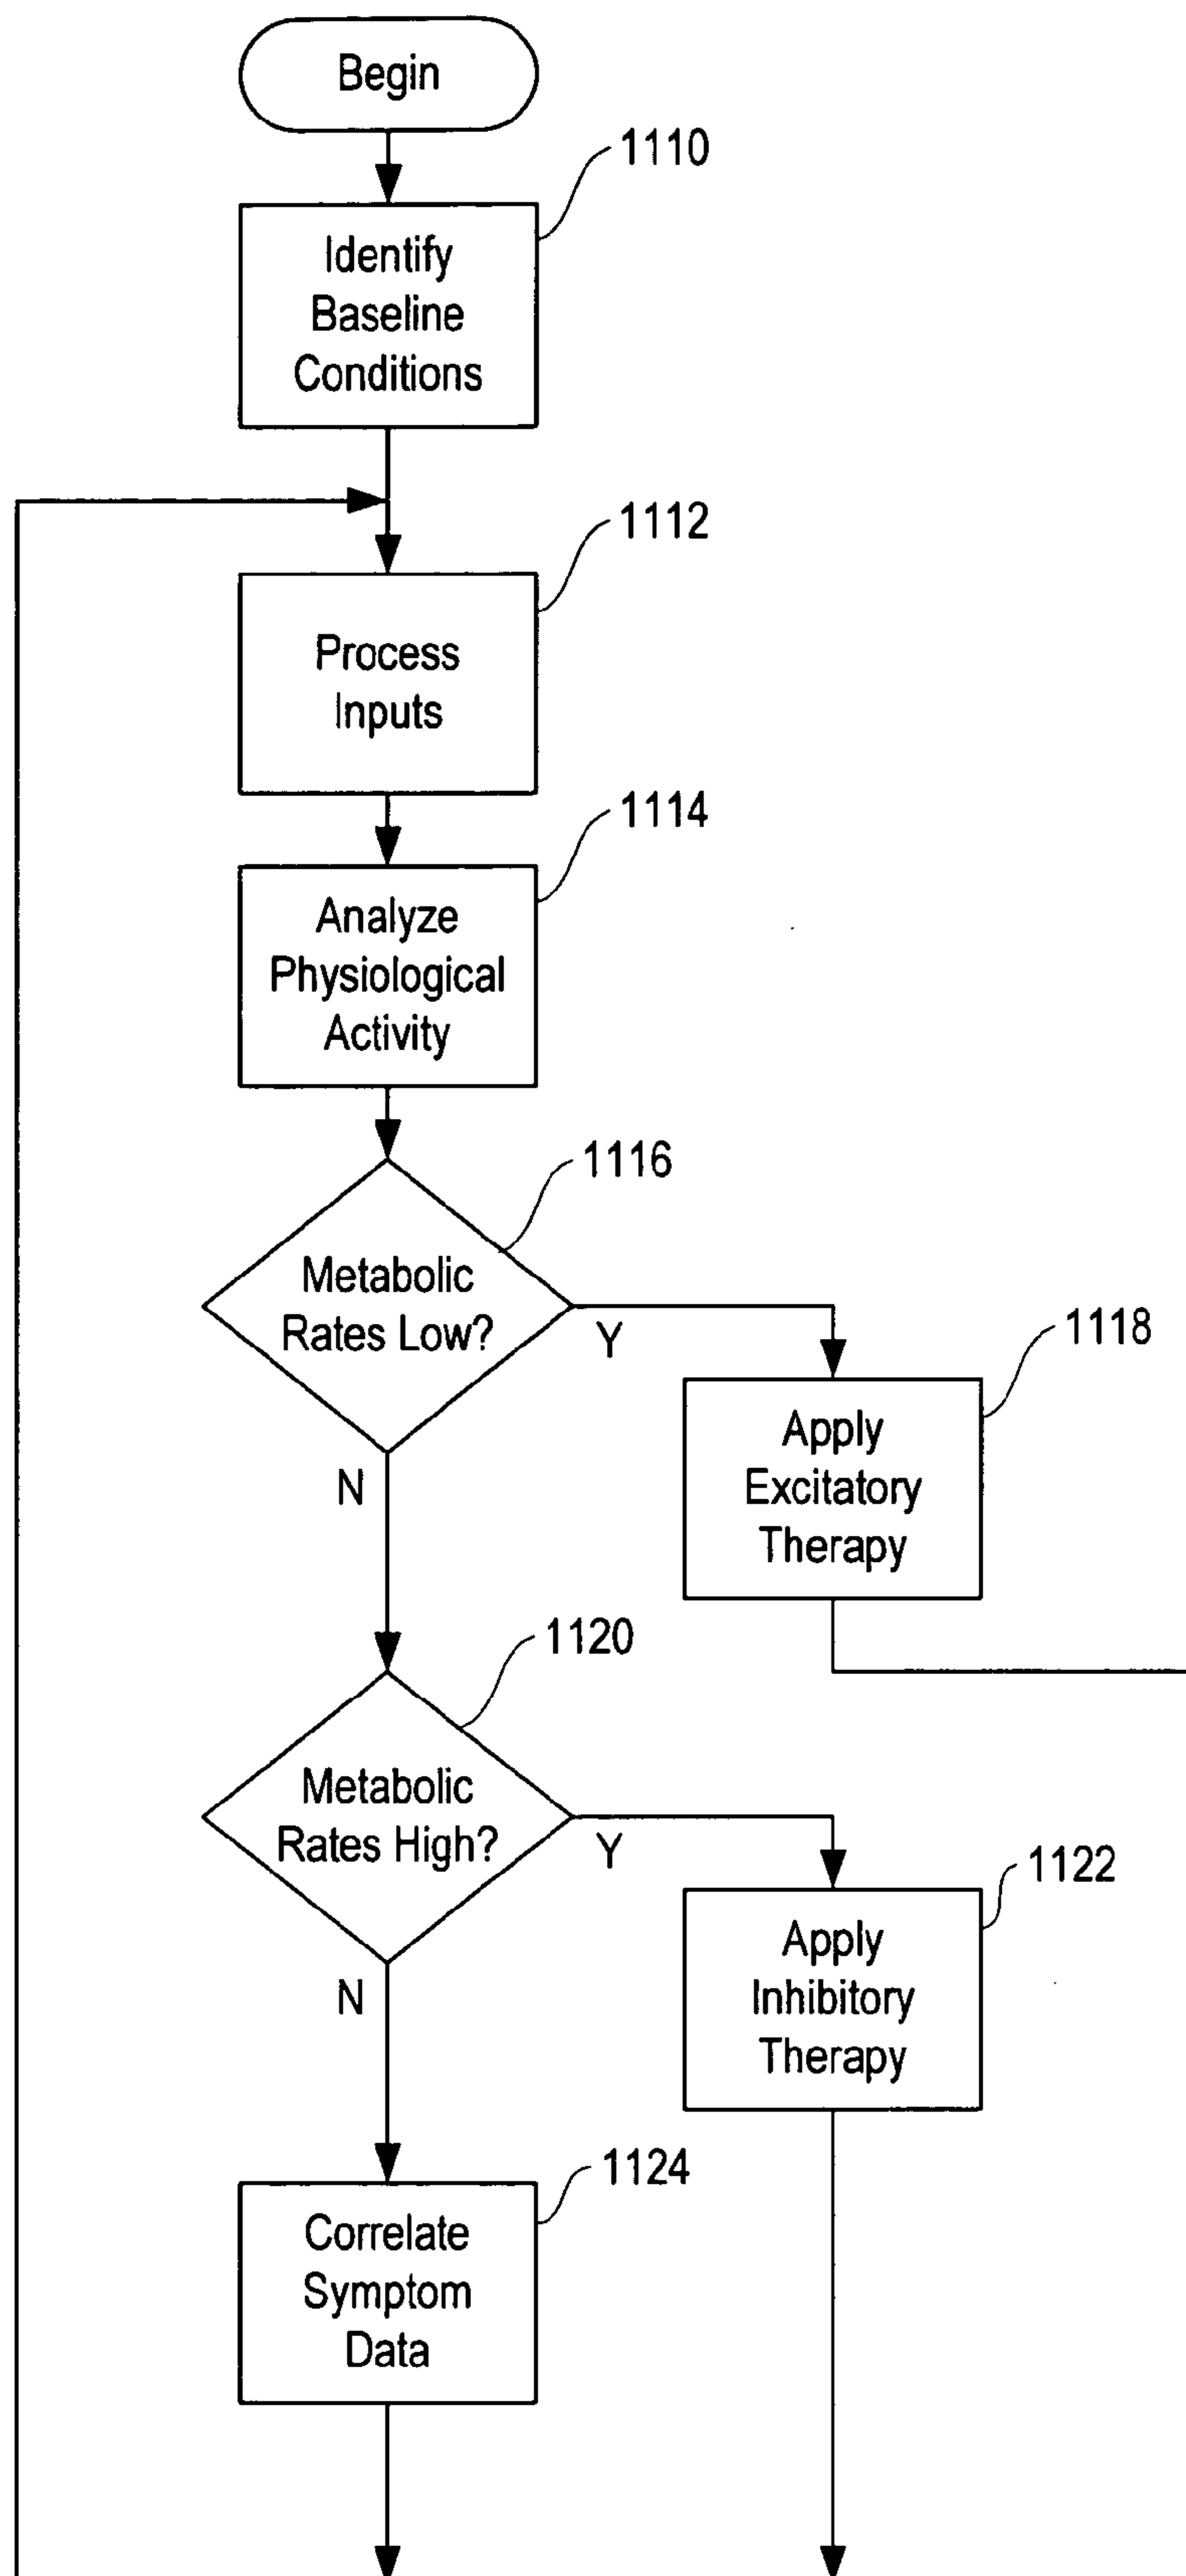 Begin
1110
Identify
Baseline
Conditions
1112
Process
Inputs
1114
Analyze
Physiological
Activity
1116
Metabolic
Rates Low?
Y
N
1118
Apply
Excitatory
Therapy
1120
Metabolic
Rates High?
Y
N
1122
Apply
Inhibitory
Therapy
1124
Correlate
Symptom
Data